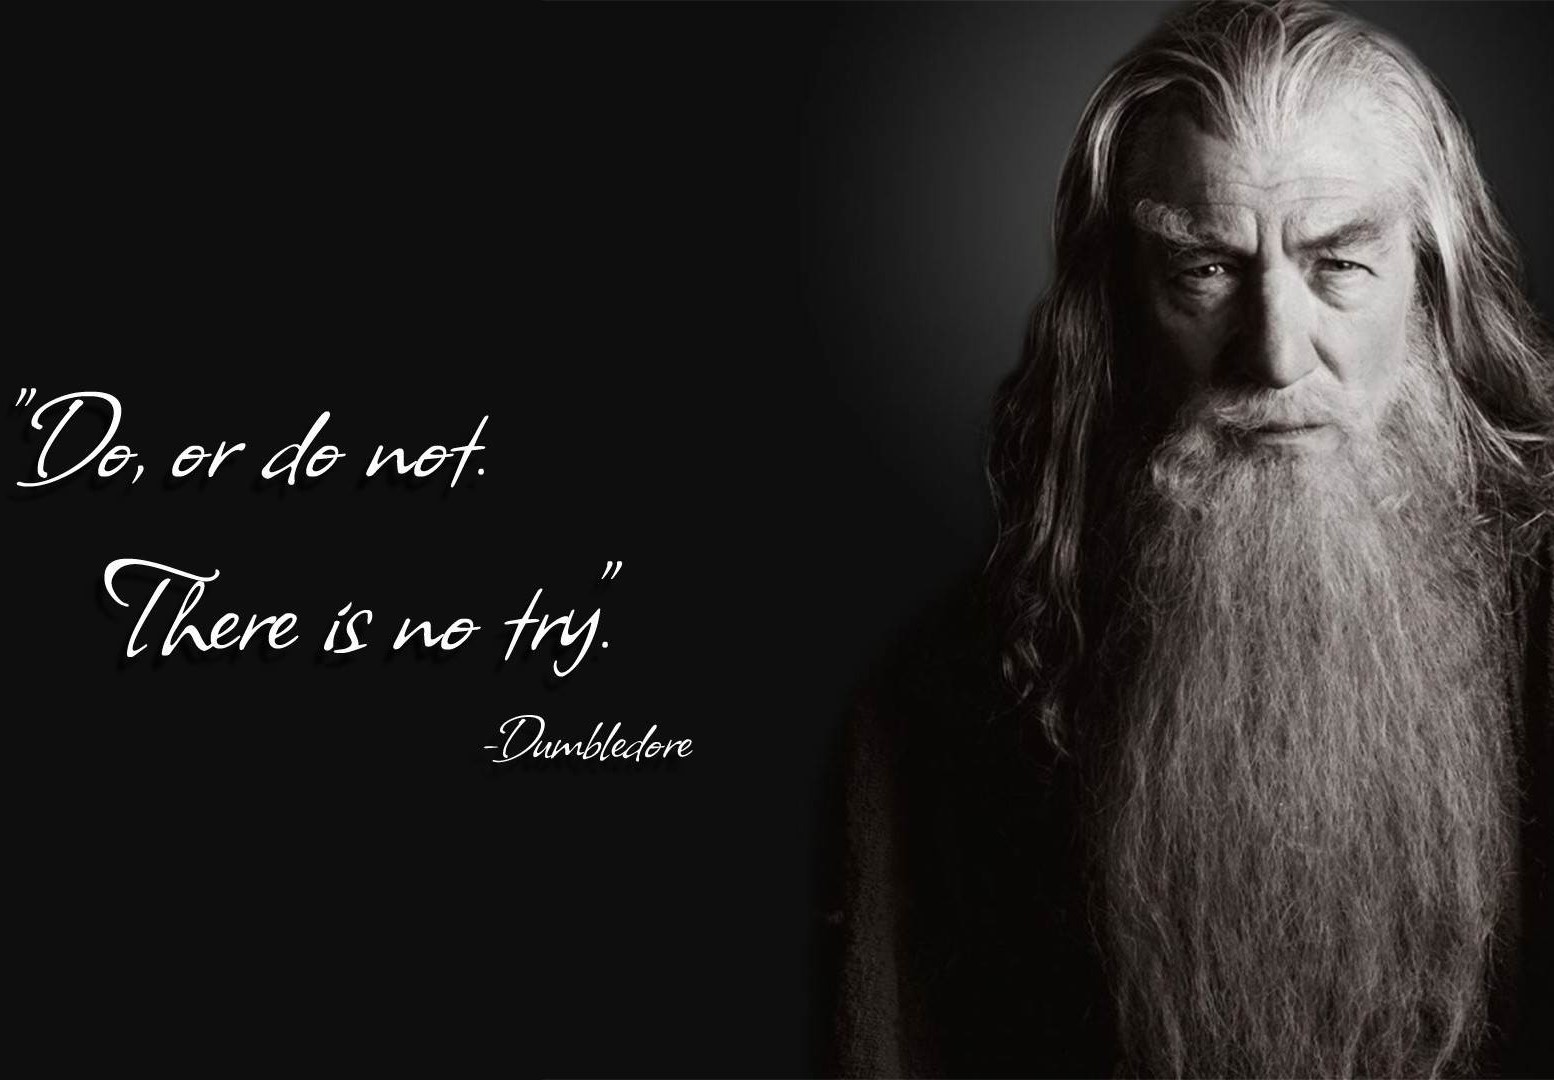 "Do, or do not.
There is no try."
-Dumbledore